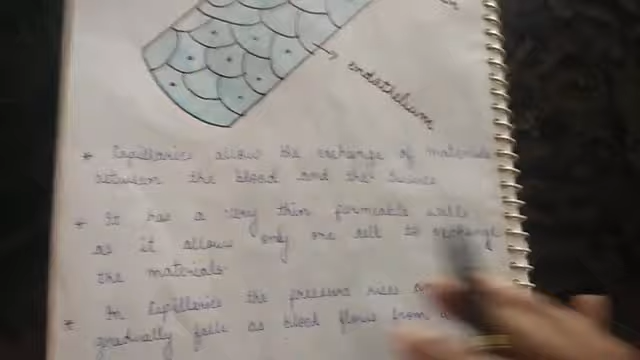 endothelium
* Capillaries allow the exchange of materials
between the blood and the tissue
* It has a very thin permeable walls
as it allows only one cell to exchange
the materials.
* In Capillaries the pressure rises
gradually falls as blood flows from